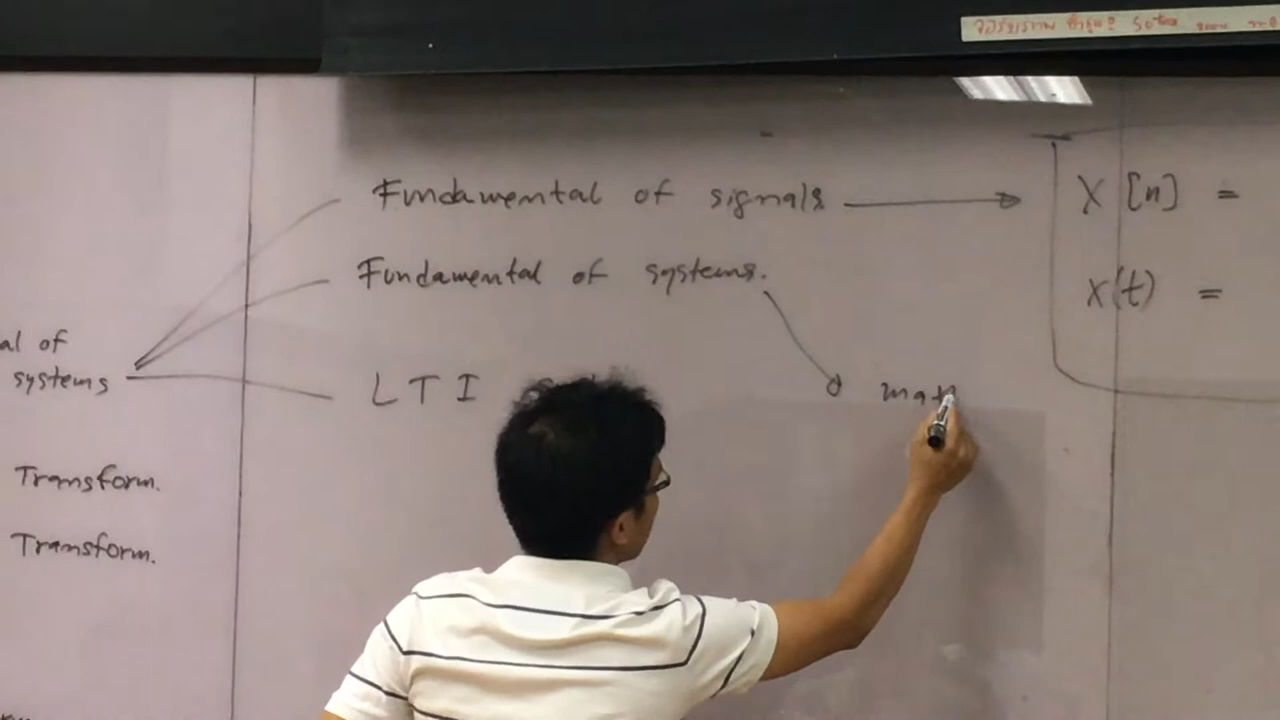 Fundamental of signals
X [n] =
Fundamental of systems.
x(t) =
al of
systems
LTI
mat
Transform.
Transform.